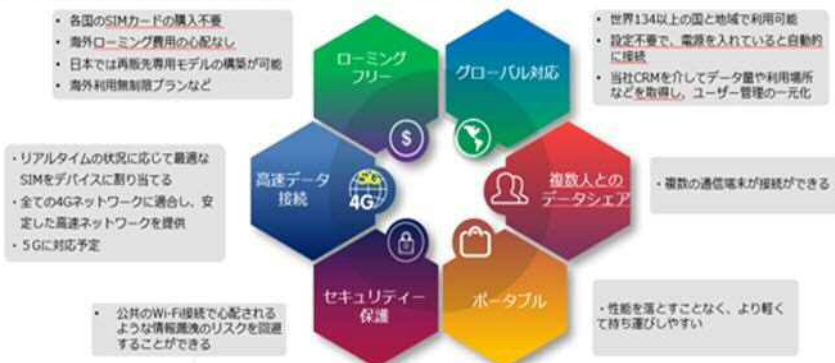 ・ 各国のSIMカードの購入不要
・ 海外ローミング費用の心配なし
・ 日本では再販売専用モデルの構築が可能
・ 海外利用無制限プランなど
ローミング
フリー
$
グローバル対応
・ 世界134以上の国と地域で利用可能
・ 設定不要で、電源を入れていると自動的
に接続
・ 当社CRMを介してデータ量や利用場所
などを取得し、ユーザー管理の一元化
・リアルタイムの状況に応じて最適な
SIMをデバイスに割り当てる
・全ての4Gネットワークに適合し、安
定した高速ネットワークを提供
・５Gに対応予定
高速データ
接続
5G
4G
複数人との
データシェア
・ 複数の通信端末が接続ができる
・ 公共のWi-Fi接続で心配される
ような情報漏洩のリスクを回避
することができる
セキュリティー
保護
ポータブル
・性能を落とすことなく、より軽く
て持ち運びしやすい